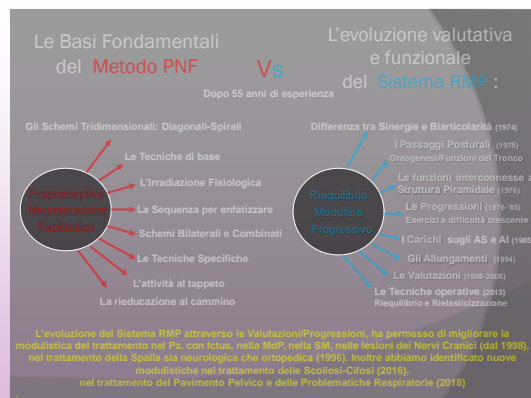 Le Basi Fondamentali
del Metodo PNF
Vs
Dopo 55 anni di esperienza
L'evoluzione valutativa
e funzionale
del Sistema RMP :
Gli Schemi Tridimensionali: Diagonali-Spirali
Le Tecniche di base
L'Irradiazione Fisiologica
La Sequenza per enfatizzare
Schemi Bilaterali e Combinati
Le Tecniche Specifiche
L'attività al tappeto
La rieducazione al cammino
Proprioceptive
Neuromuscolar
Facilitation
Differenza tra Sinergie e Biarticolarità (1974)
I Passaggi Posturali (1975)
Ontogenesi/Funzioni del Tronco
Le funzioni interconnesse a
Struttura Piramidale (1976)
Le Progressioni (1976-'85)
Esercizi a difficoltà crescente
I Carichi sugli AS e AI (1985)
Gli Allungamenti (1994)
Le Valutazioni (1998-2006)
Le Tecniche operative (2013)
Riequilibrio e Rielasticizzazione
Riequilibrio
Modulare
Progressivo
L'evoluzione del Sistema RMP attraverso le Valutazioni/Progressioni, ha permesso di migliorare la
modulistica del trattamento nel Pz. con Ictus, nella MdP, nella SM, nelle lesioni dei Nervi Cranici (dal 1998),
nel trattamento della Spalla sia neurologica che ortopedica (1996). Inoltre abbiamo identificato nuove
modulistiche nel trattamento delle Scoliosi-Cifosi (2016),
nel trattamento del Pavimento Pelvico e delle Problematiche Respiratorie (2018)